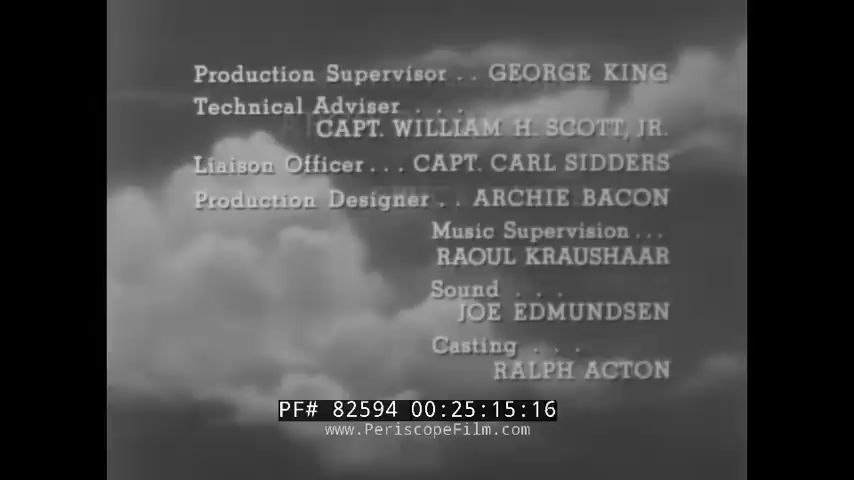 Production Supervisor . . GEORGE KING
Technical Adviser . . .
CAPT. WILLIAM H. SCOTT, JR.
Liaison Officer . . . CAPT. CARL SIDDERS
Production Designer . . ARCHIE BACON
Music Supervision . . .
RAOUL KRAUSHAAR
Sound . . .
JOE EDMUNDSEN
Casting . . .
RALPH ACTON
PF# 82594 00:25:15:16
www.PeriscopeFilm.com